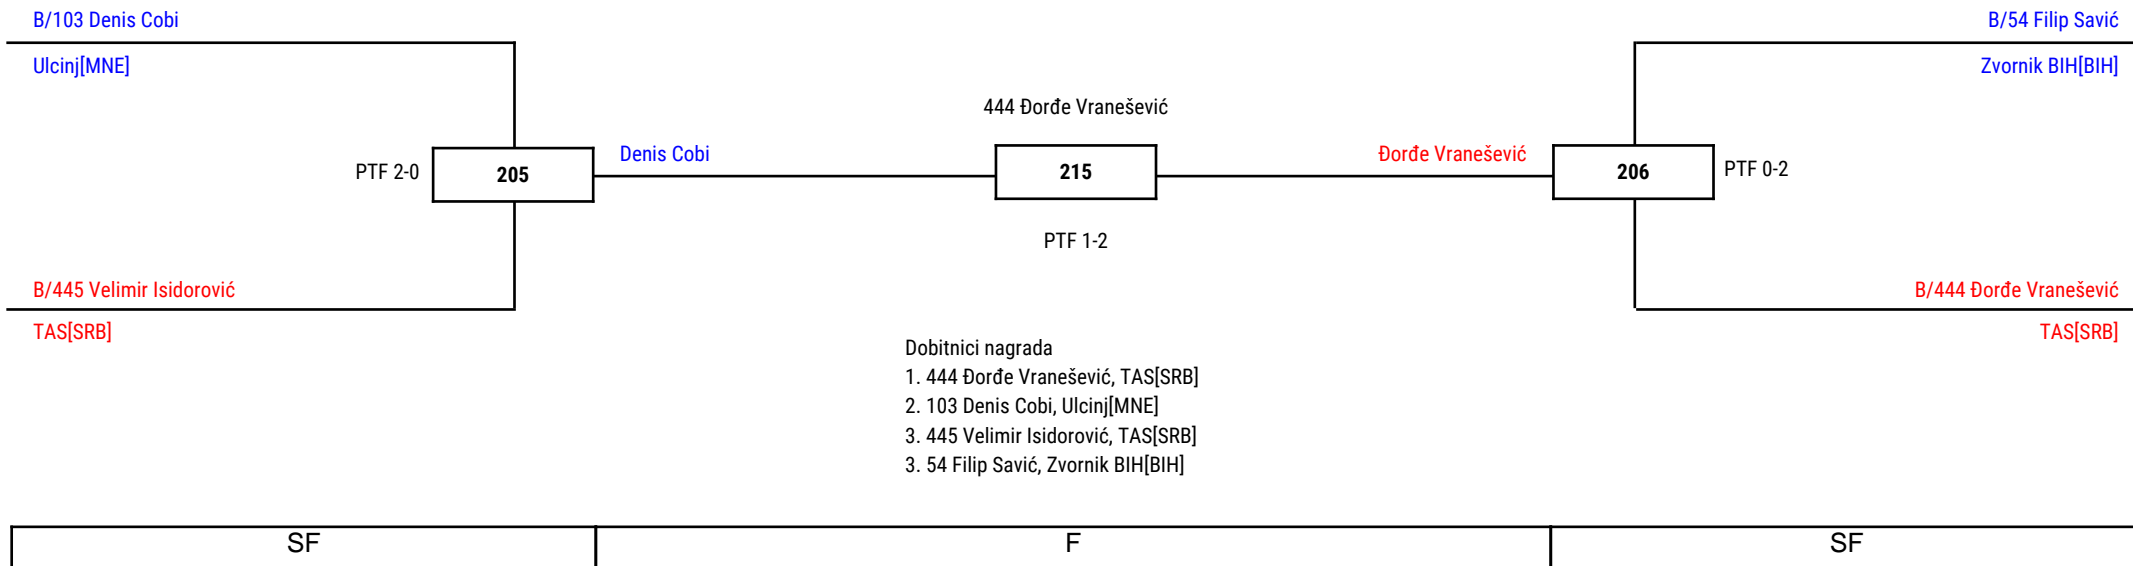 B/103 Denis Cobi
Ulcinj[MNE]
B/54 Filip Savić
Zvornik BIH[BIH]
444 Đorđe Vranešević
PTF 2-0
205
Denis Cobi
215
Đorđe Vranešević
206
PTF 0-2
PTF 1-2
B/445 Velimir Isidorović
TAS[SRB]
B/444 Đorđe Vranešević
TAS[SRB]
Dobitnici nagrada
1. 444 Đorđe Vranešević, TAS[SRB]
2. 103 Denis Cobi, Ulcinj[MNE]
3. 445 Velimir Isidorović, TAS[SRB]
3. 54 Filip Savić, Zvornik BIH[BIH]
SF
F
SF